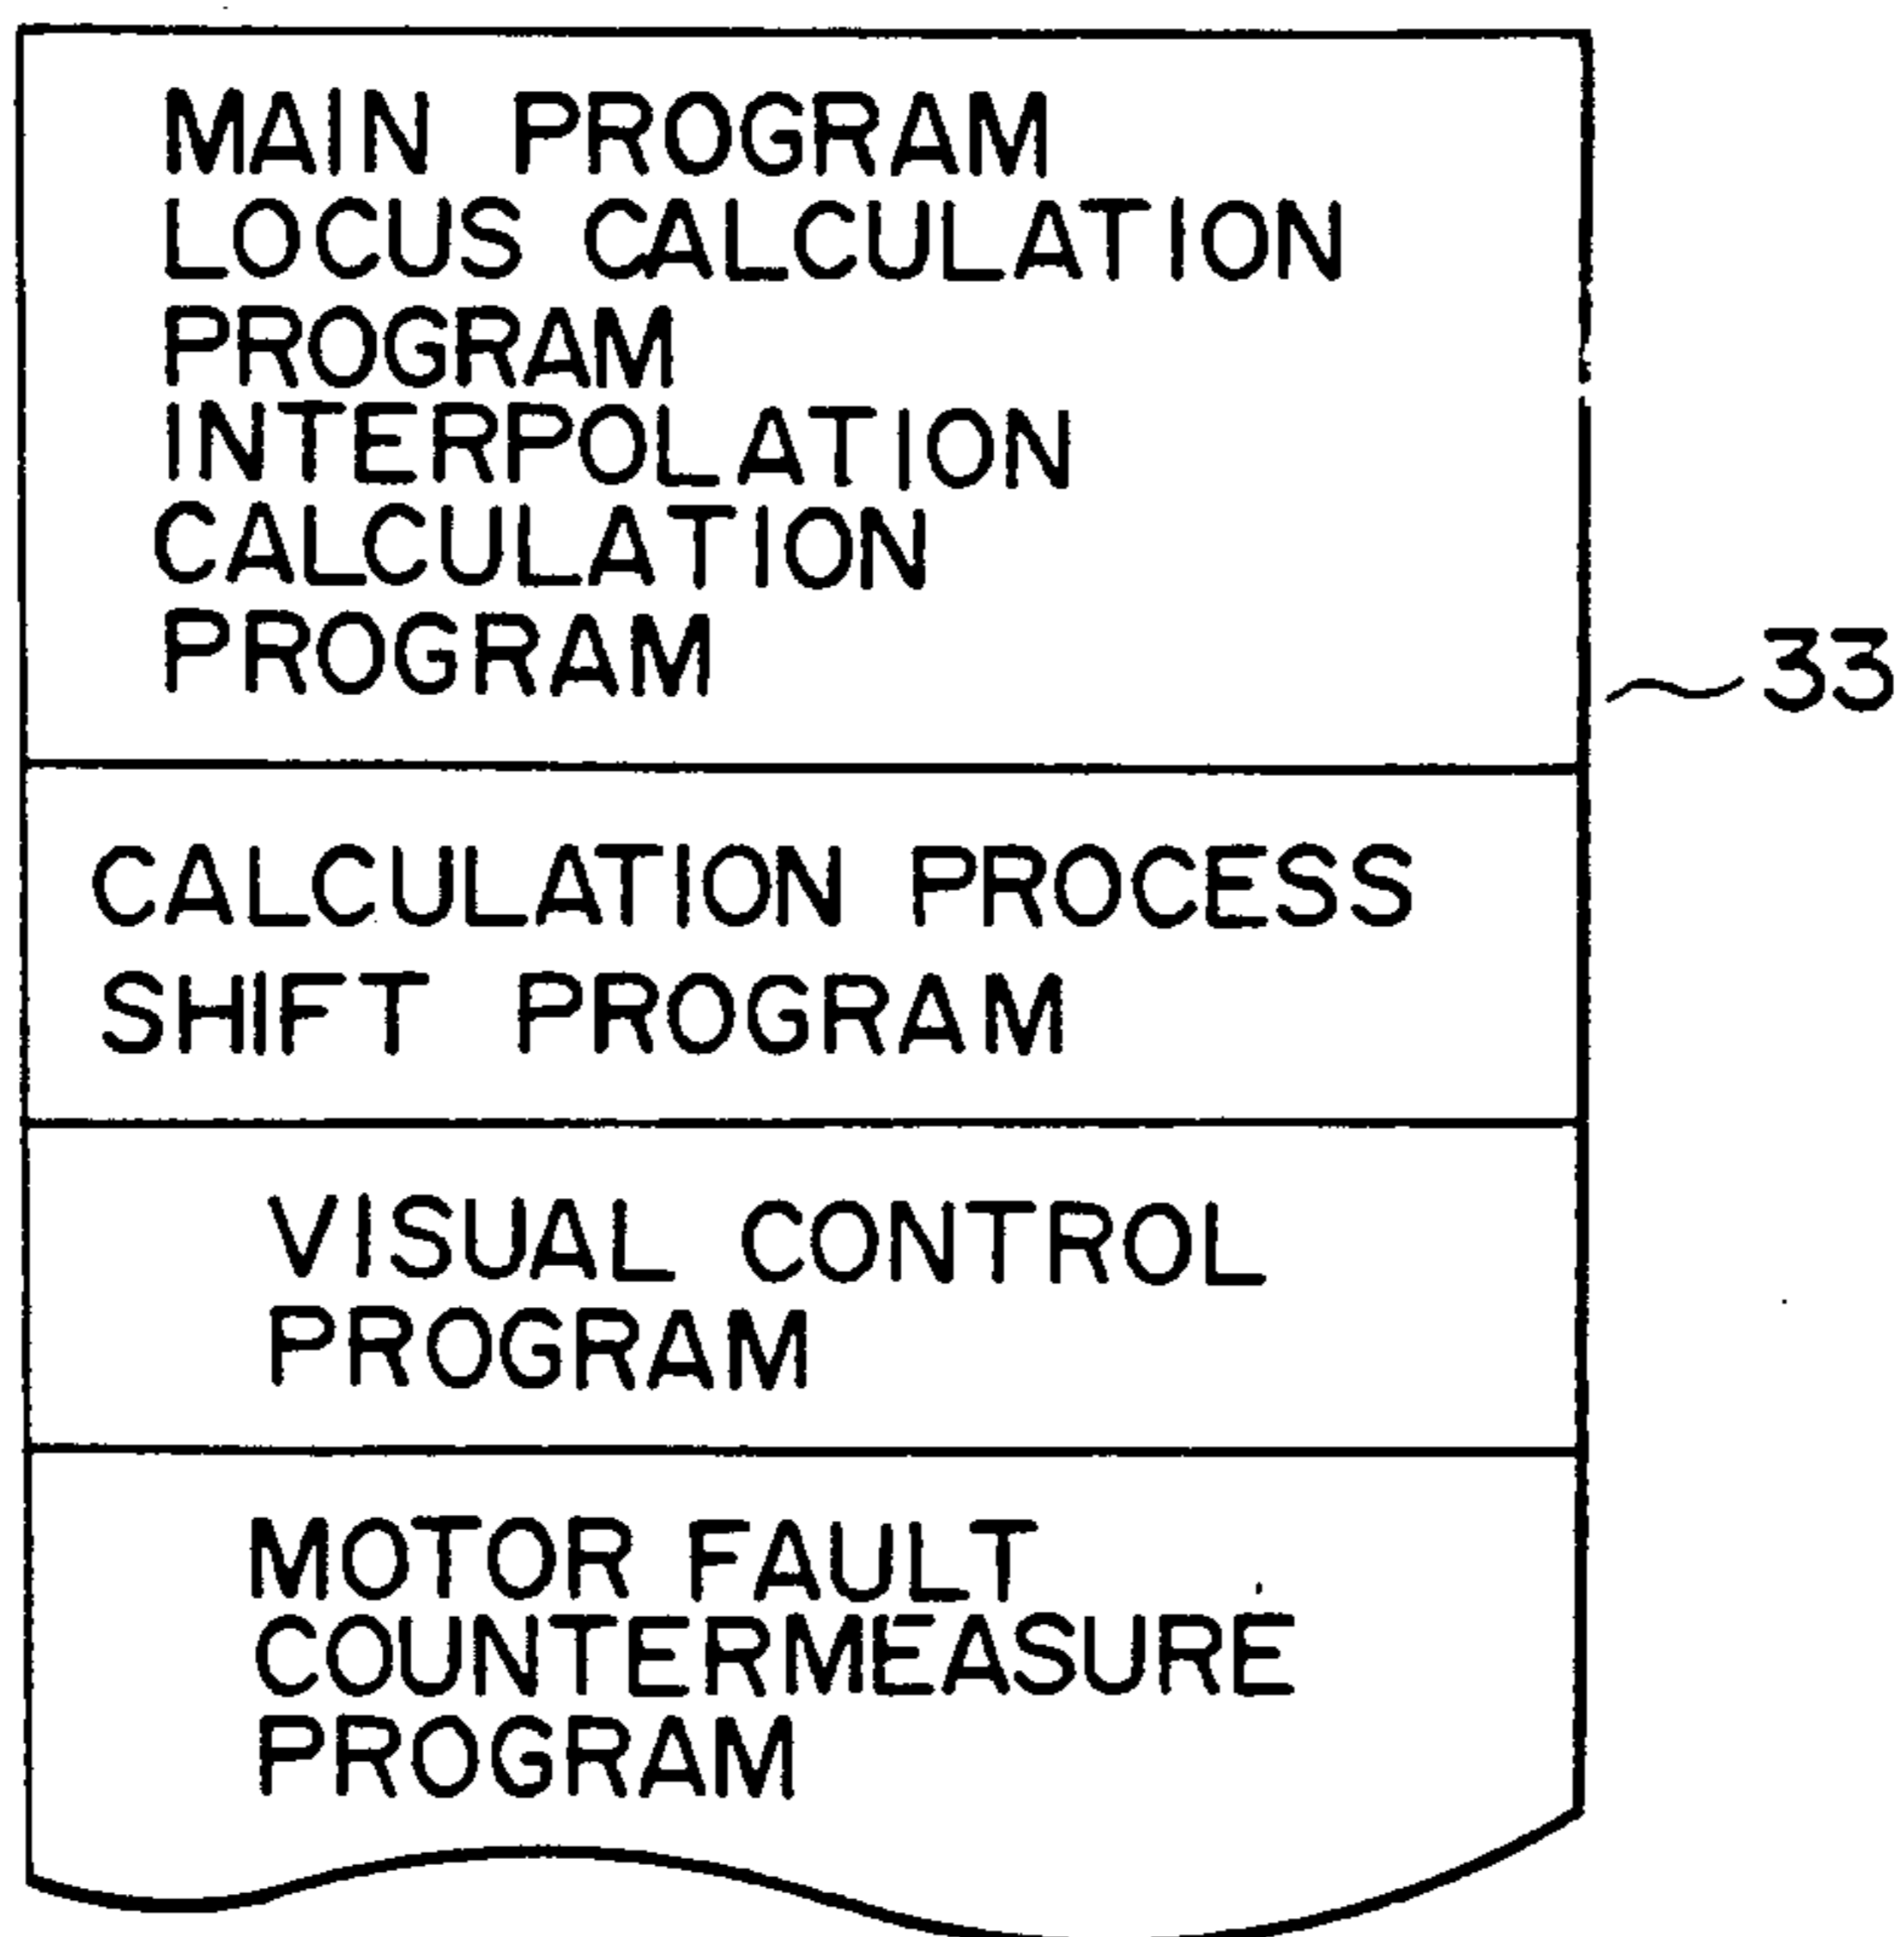 MAIN PROGRAM
LOCUS CALCULATION
PROGRAM
INTERPOLATION
CALCULATION
PROGRAM
33
CALCULATION PROCESS
SHIFT PROGRAM
VISUAL CONTROL
PROGRAM
MOTOR FAULT
COUNTERMEASURE
PROGRAM